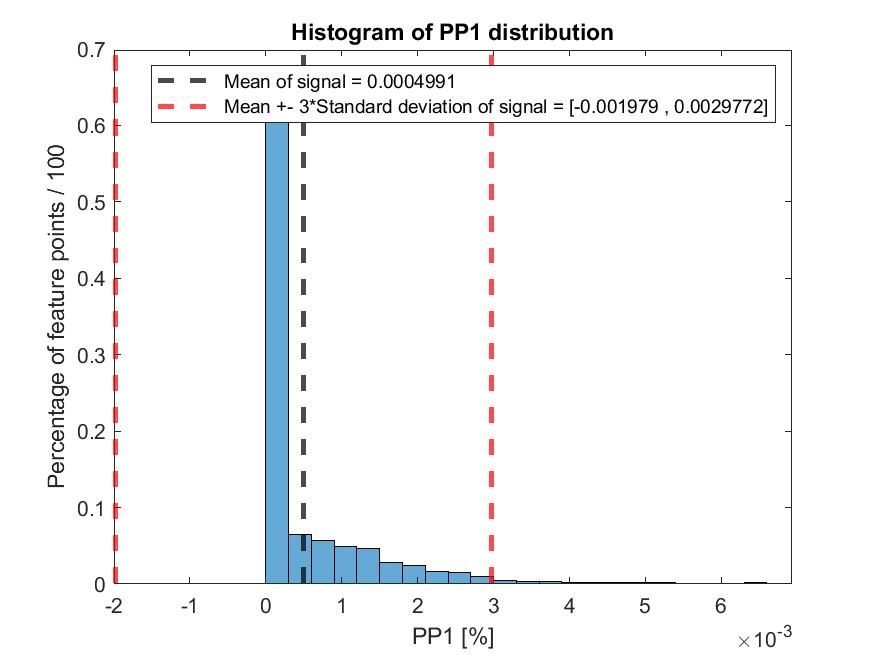 Histogram of PP1 distribution
Mean of signal = 0.0004991
Mean +- 3*Standard deviation of signal = [-0.001979 , 0.0029772]
Percentage of feature points / 100
0.7
0.6
0.5
0.4
0.3
0.2
0.1
0
-2 -1 0 1 2 3 4 5 6
PP1 [%]
×10-3